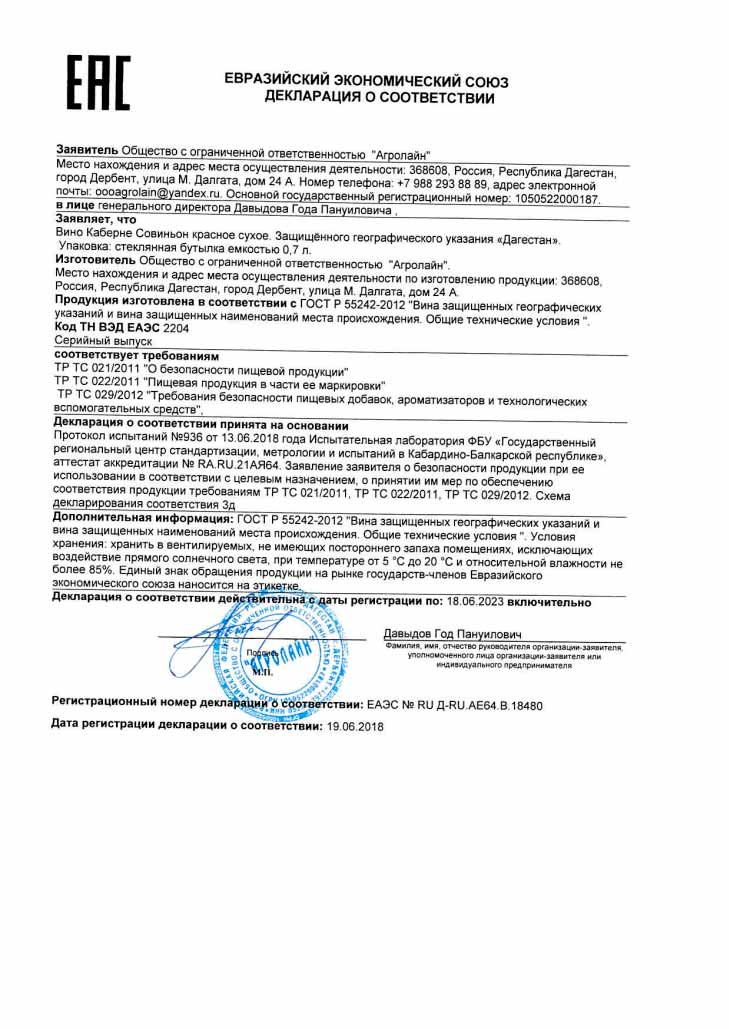 EAC
ЕВРАЗИЙСКИЙ ЭКОНОМИЧЕСКИЙ СОЮЗ
ДЕКЛАРАЦИЯ О СООТВЕТСТВИИ
Заявитель Общество с ограниченной ответственностью "Агролайн"
Место нахождения и адрес места осуществления деятельности: 368608, Россия, Республика Дагестан,
город Дербент, улица М. Далгата, дом 24 А. Номер телефона: +7 988 293 88 89, адрес электронной
почты: oooagrolain@yandex.ru. Основной государственный регистрационный номер: 1050522000187.
в лице генерального директора Давыдова Года Пануиловича ,
Заявляет, что
Вино Каберне Совиньон красное сухое. Защищённого географического указания «Дагестан».
Упаковка: стеклянная бутылка емкостью 0,7 л.
Изготовитель Общество с ограниченной ответственностью "Агролайн".
Место нахождения и адрес места осуществления деятельности по изготовлению продукции: 368608,
Россия, Республика Дагестан, город Дербент, улица М. Далгата, дом 24 А.
Продукция изготовлена в соответствии с ГОСТ Р 55242-2012 "Вина защищенных географических
указаний и вина защищенных наименований места происхождения. Общие технические условия ".
Код ТН ВЭД ЕАЭС 2204
Серийный выпуск
соответствует требованиям
ТР ТС 021/2011 "О безопасности пищевой продукции"
ТР ТС 022/2011 "Пищевая продукция в части ее маркировки"
ТР ТС 029/2012 "Требования безопасности пищевых добавок, ароматизаторов и технологических
вспомогательных средств",
Декларация о соответствии принята на основании
Протокол испытаний №936 от 13.06.2018 года Испытательная лаборатория ФБУ «Государственный
региональный центр стандартизации, метрологии и испытаний в Кабардино-Балкарской республике»,
аттестат аккредитации № RA.RU.21АЯ64. Заявление заявителя о безопасности продукции при ее
использовании в соответствии с целевым назначением, о принятии им мер по обеспечению
соответствия продукции требованиям ТР ТС 021/2011, ТР ТС 022/2011, ТР ТС 029/2012. Схема
декларирования соответствия 3д
Дополнительная информация: ГОСТ Р 55242-2012 "Вина защищенных географических указаний и
вина защищенных наименований места происхождения. Общие технические условия ". Условия
хранения: хранить в вентилируемых, не имеющих постороннего запаха помещениях, исключающих
воздействие прямого солнечного света, при температуре от 5 °С до 20 °С и относительной влажности не
более 85%. Единый знак обращения продукции на рынке государств-членов Евразийского
экономического союза наносится на этикетке.
Декларация о соответствии действительна с даты регистрации по: 18.06.2023 включительно
Давыдов Год Пануилович
Подпись
М.П.
"АГРОЛАЙН"
Фамилия, имя, отчество руководителя организации-заявителя,
уполномоченного лица организации-заявителя или
индивидуального предпринимателя
Регистрационный номер декларации о соответствии: ЕАЭС № RU Д-RU.АЕ64.В.18480
Дата регистрации декларации о соответствии: 19.06.2018